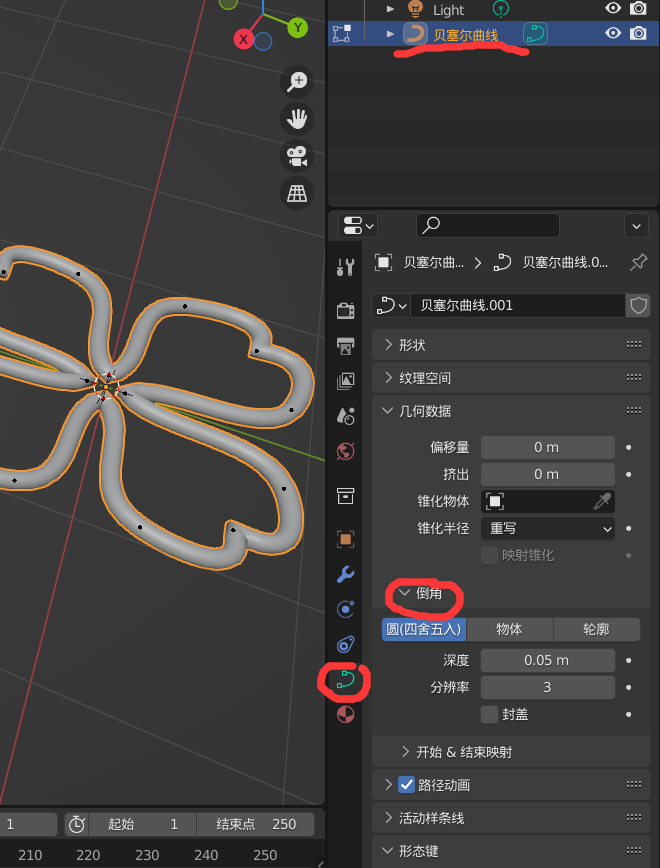 Light
贝塞尔曲线
Y
X
贝塞尔曲... 贝塞尔曲线.0...
贝塞尔曲线.001
形状
纹理空间
几何数据
偏移量 0 m
挤出 0 m
锥化物体
锥化半径 重写
映射锥化
倒角
圆(四舍五入) 物体 轮廓
深度 0.05 m
分辨率 3
封盖
开始 & 结束映射
路径动画
活动样条线
形态键
1 起始 1 结束点 250
210 220 230 240 250